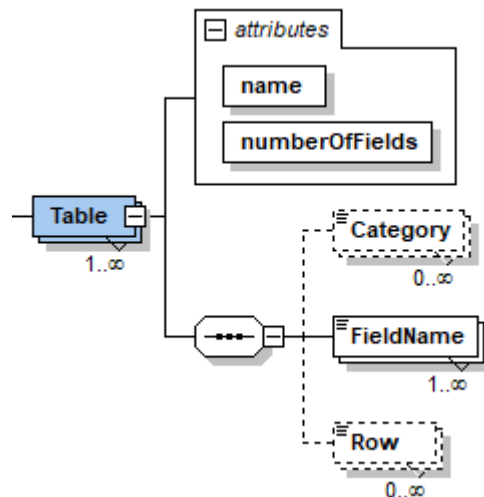 attributes
name
numberOfFields
Table
1..∞
Category
0..∞
FieldName
1..∞
Row
0..∞